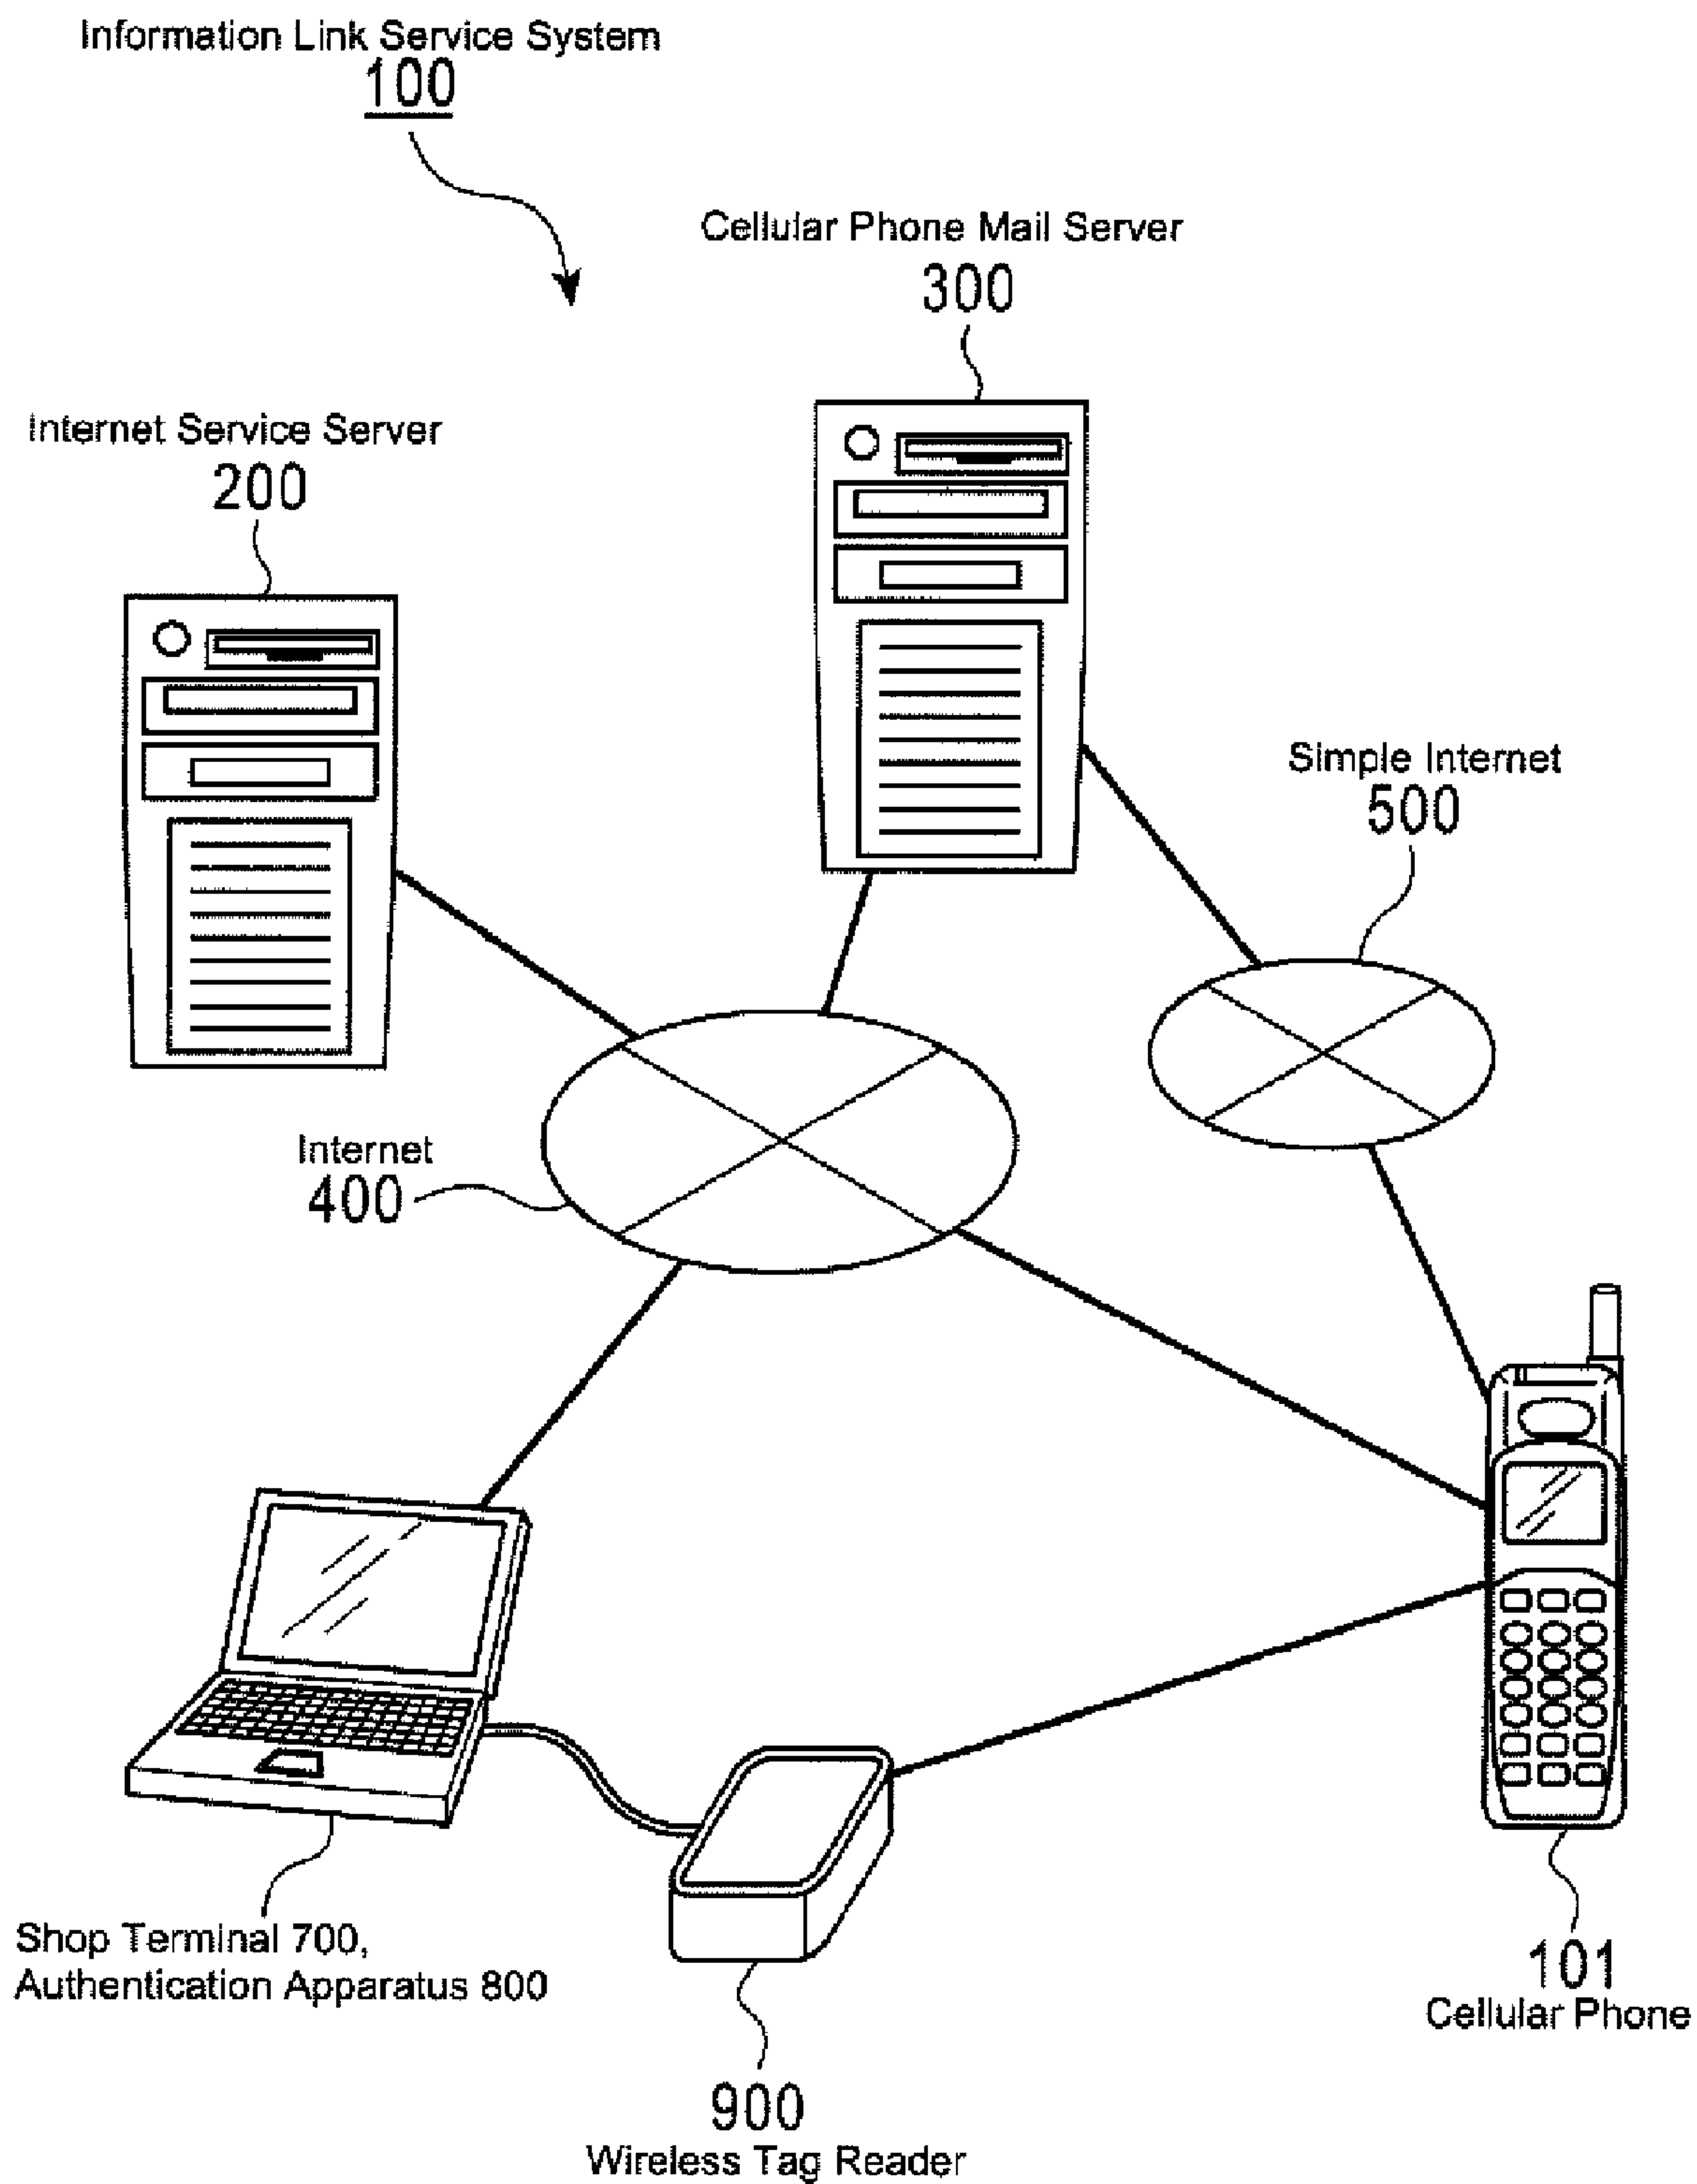 Information Link Service System
100
Cellular Phone Mail Server
300
Internet Service Server
200
Simple Internet
500
Internet
400
Shop Terminal 700,
Authentication Apparatus 800
101
Cellular Phone
900
Wireless Tag Reader